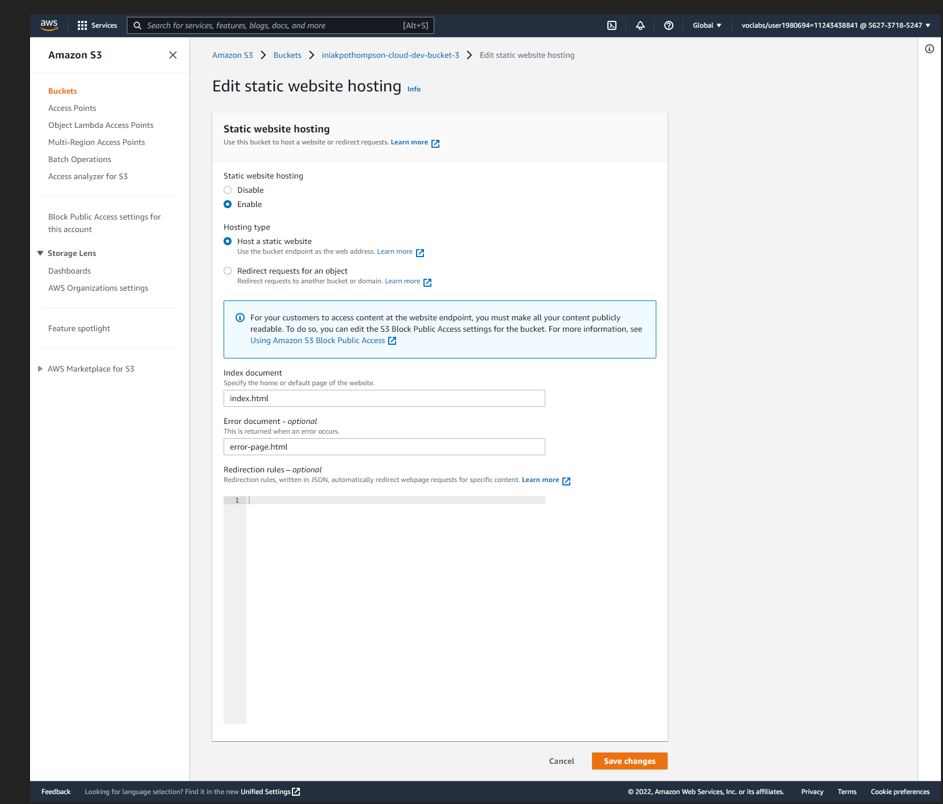 aws
Services
Search for services, features, blogs, docs, and more
[Alt+S]
Global
voclabs/user1980694=11243438841 @ 5627-3718-5247
Amazon S3
Buckets
Access Points
Object Lambda Access Points
Multi-Region Access Points
Batch Operations
Access analyzer for S3
Block Public Access settings for
this account
Storage Lens
Dashboards
AWS Organizations settings
Feature spotlight
AWS Marketplace for S3
Amazon S3 > Buckets > iniakpothompson-cloud-dev-bucket-3 > Edit static website hosting
Edit static website hosting Info
Static website hosting
Use this bucket to host a website or redirect requests. Learn more
Static website hosting
Disable
Enable
Hosting type
Host a static website
Use the bucket endpoint as the web address. Learn more
Redirect requests for an object
Redirect requests to another bucket or domain. Learn more
For your customers to access content at the website endpoint, you must make all your content publicly
readable. To do so, you can edit the S3 Block Public Access settings for the bucket. For more information, see
Using Amazon S3 Block Public Access
Index document
Specify the home or default page of the website.
index.html
Error document - optional
This is returned when an error occurs.
error-page.html
Redirection rules – optional
Redirection rules, written in JSON, automatically redirect webpage requests for specific content. Learn more
1
Cancel
Save changes
Feedback
Looking for language selection? Find it in the new Unified Settings
© 2022, Amazon Web Services, Inc. or its affiliates.
Privacy
Terms
Cookie preferences